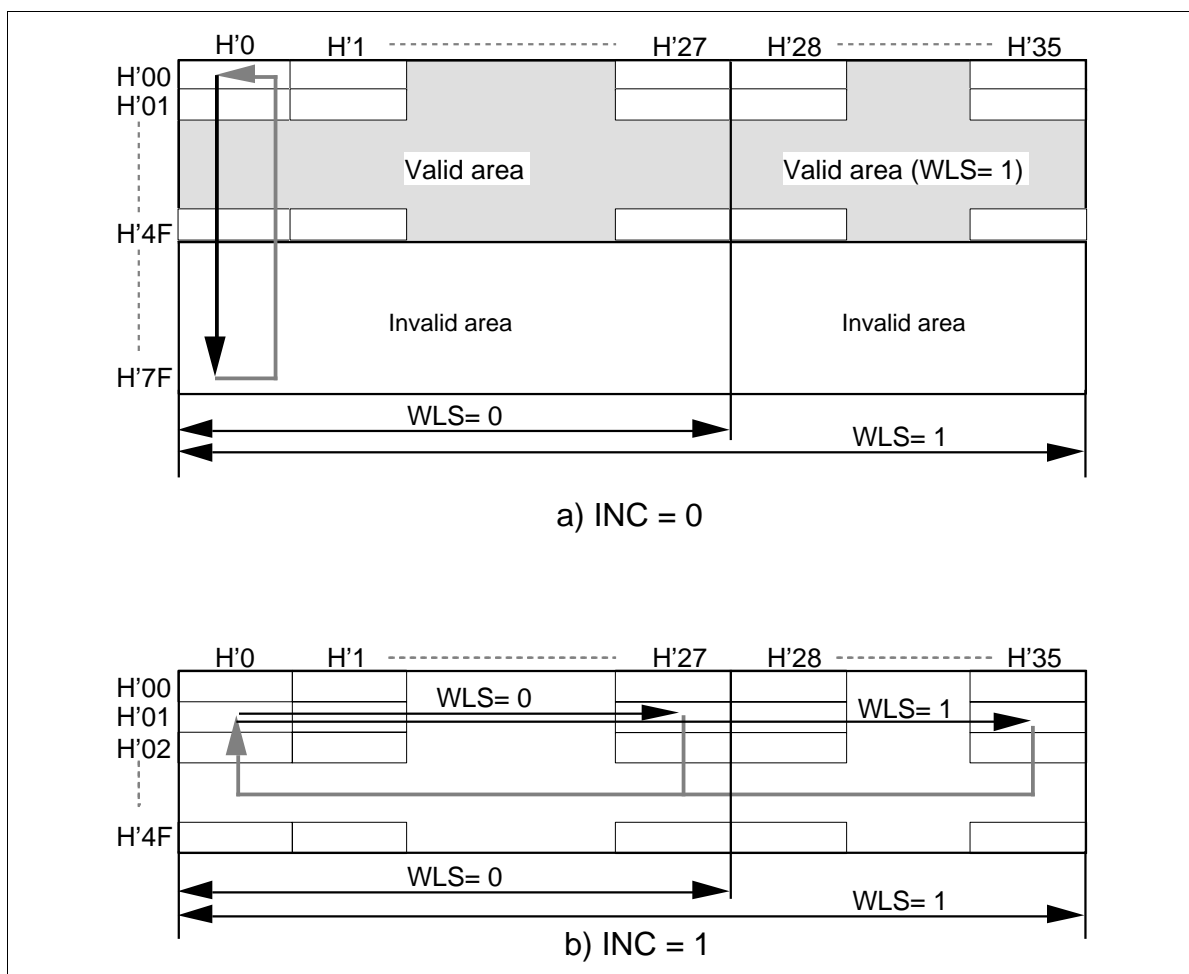 H'0 H'1 H'27 H'28 H'35
H'00
H'01
Valid area Valid area (WLS= 1)
H'4F
Invalid area Invalid area
H'7F
WLS= 0
WLS= 1
a) INC = 0
H'0 H'1 H'27 H'28 H'35
H'00
WLS= 0
H'01 WLS= 1
H'02
H'4F
WLS= 0
WLS= 1
b) INC = 1